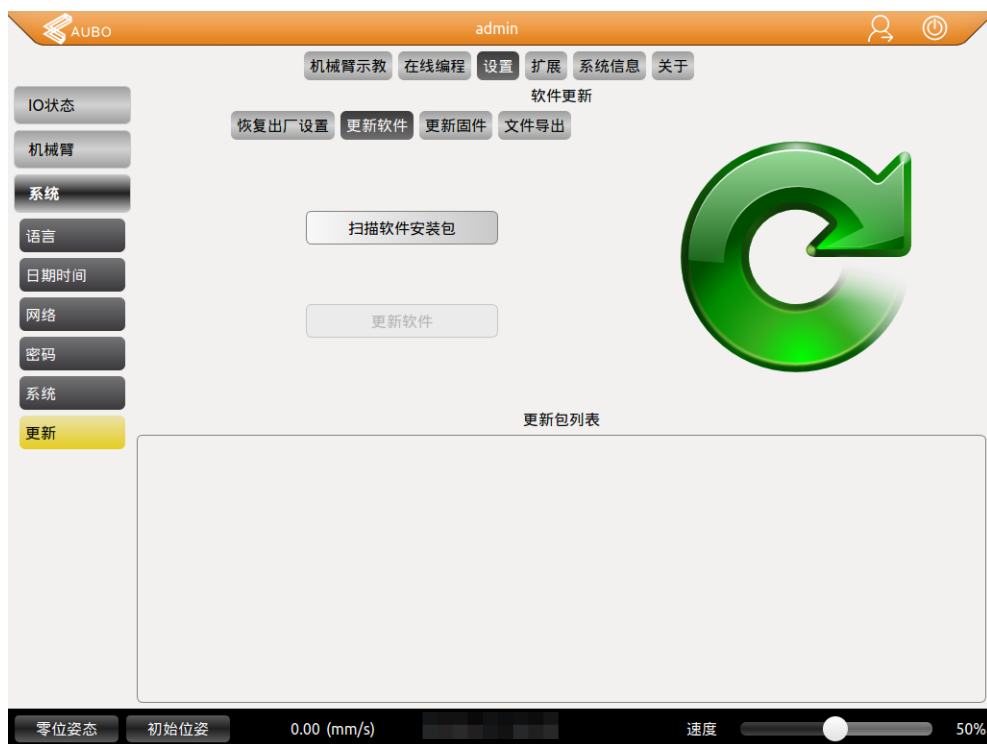 AUBO admin
机械臂示教 在线编程 设置 扩展 系统信息 关于
软件更新
IO状态
恢复出厂设置 更新软件 更新固件 文件导出
机械臂
系统
扫描软件安装包
语言
日期时间
网络
更新软件
密码
系统
更新包列表
更新
零位姿态 初始位姿 0.00 (mm/s) 速度 50%